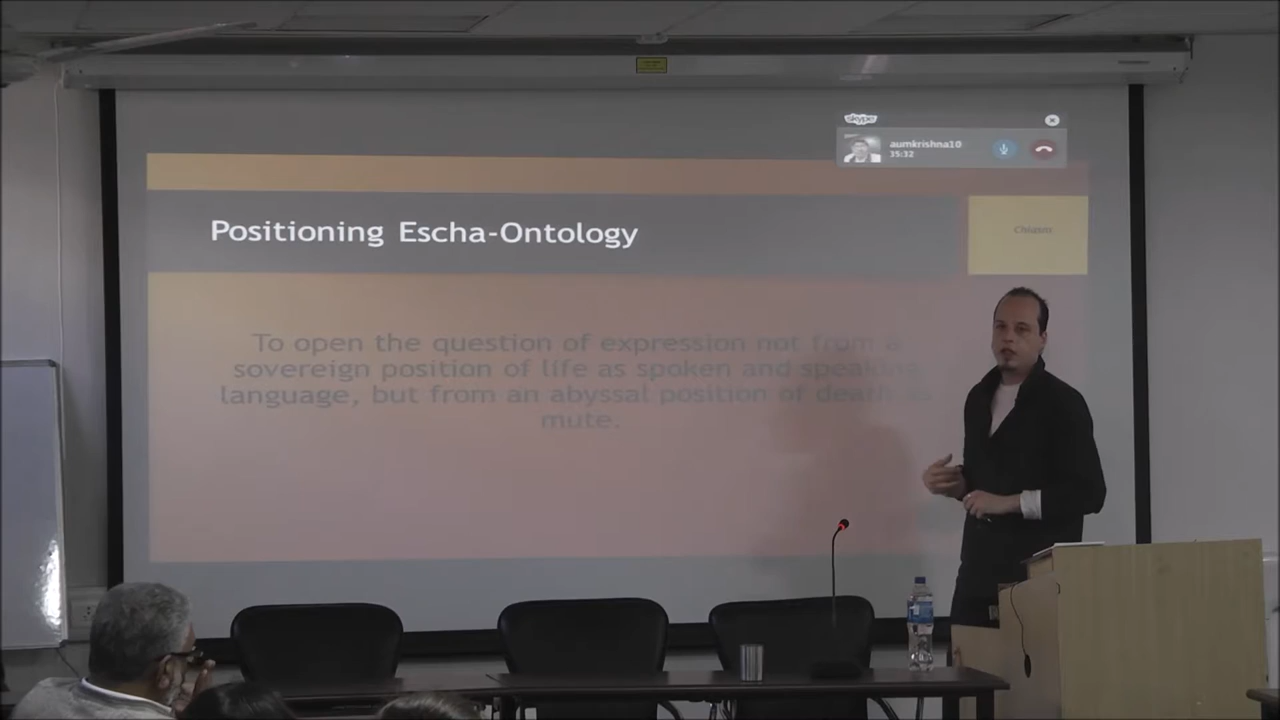 skype
aumkrishna10
35:32
Positioning Escha-Ontology
Chiasm
To open the question of expression not from a
sovereign position of life as spoken and speaking
language, but from an abyssal position of death as
mute.